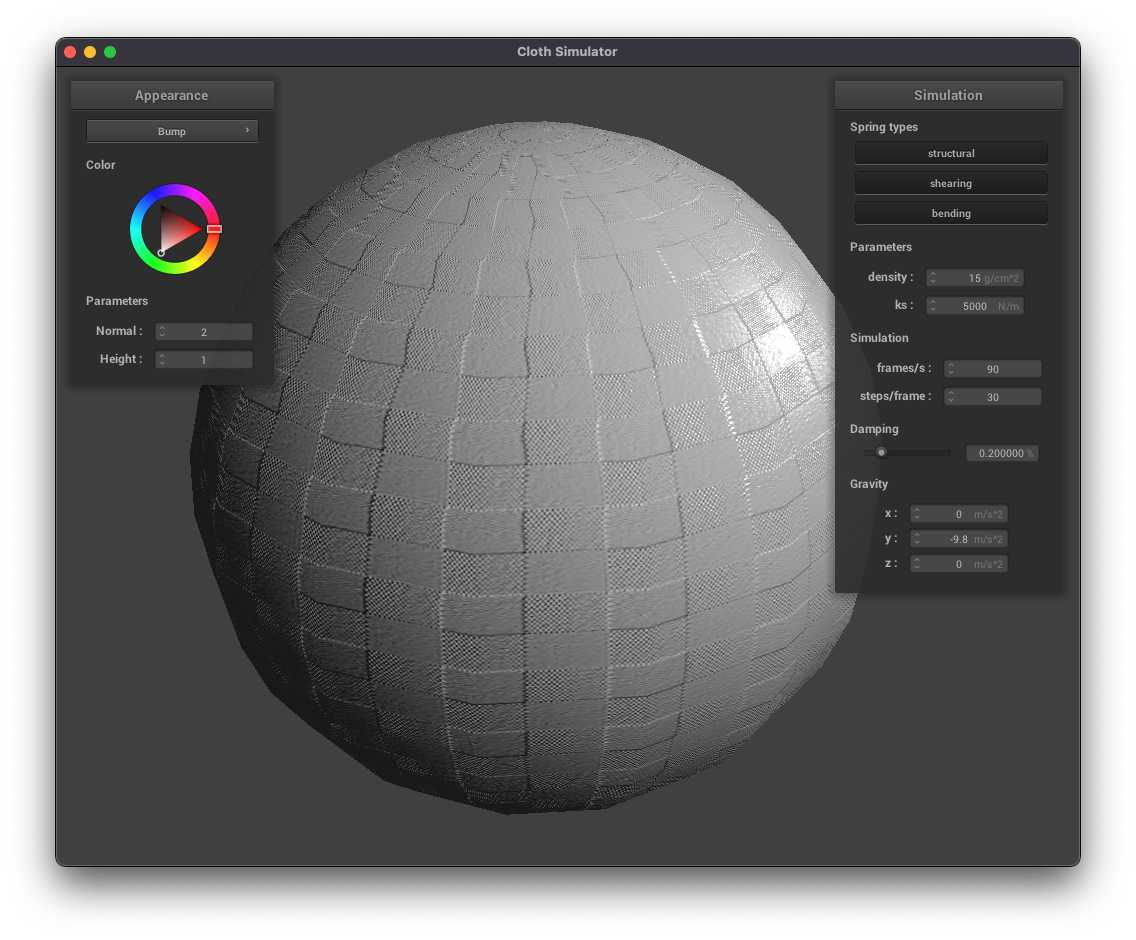 Cloth Simulator
Appearance
Bump
Color
Parameters
Normal : 2
Height : 1
Simulation
Spring types
structural
shearing
bending
Parameters
density : 15 g/cm^2
ks : 5000 N/m
Simulation
frames/s : 90
steps/frame : 30
Damping
0.200000 %
Gravity
x : 0 m/s^2
y : -9.8 m/s^2
z : 0 m/s^2